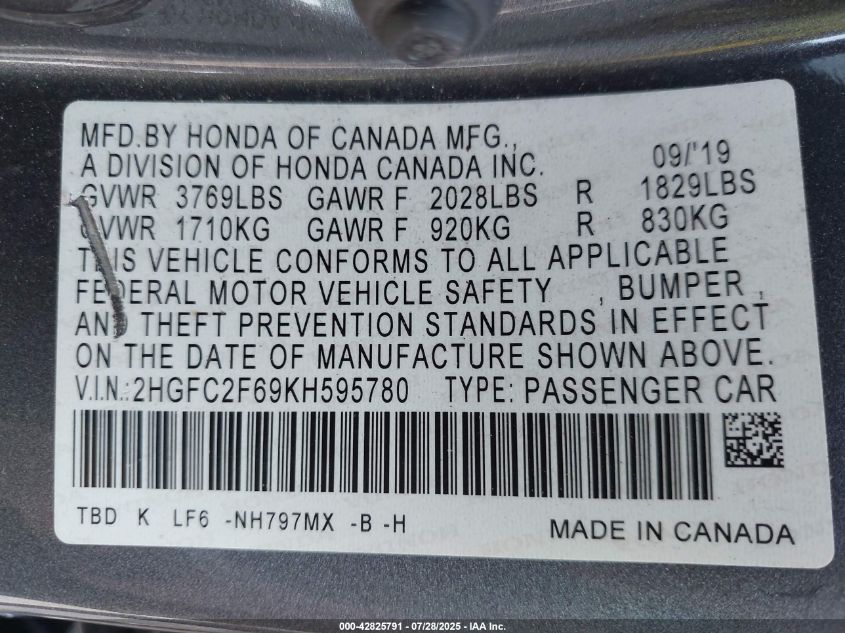 MFD.BY HONDA OF CANADA MFG.,
A DIVISION OF HONDA CANADA INC. 09/'19
GVWR 3769LBS GAWR F 2028LBS R 1829LBS
GVWR 1710KG GAWR F 920KG R 830KG
THIS VEHICLE CONFORMS TO ALL APPLICABLE
FEDERAL MOTOR VEHICLE SAFETY , BUMPER ,
AND THEFT PREVENTION STANDARDS IN EFFECT
ON THE DATE OF MANUFACTURE SHOWN ABOVE.
V.I.N.:2HGFC2F69KH595780 TYPE: PASSENGER CAR
TBD K LF6 -NH797MX -B -H MADE IN CANADA
000-42825791 | 07/28/2025 - IAA Inc.